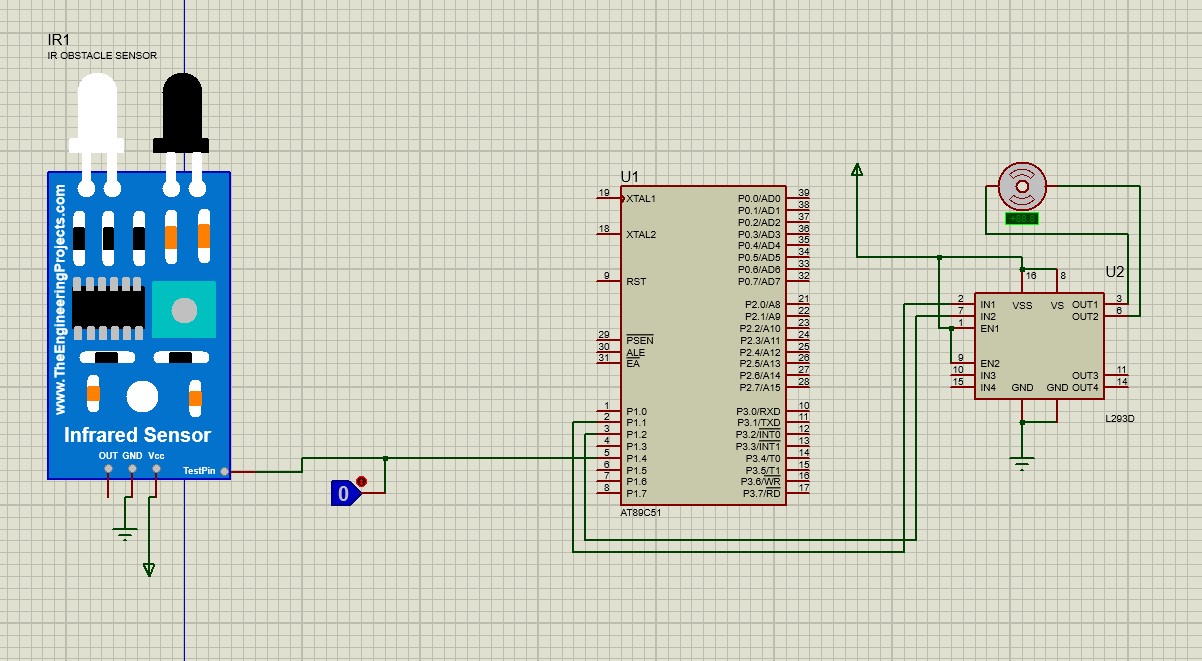 IR1
IR OBSTACLE SENSOR
www.TheEngineeringProjects.com
Infrared Sensor
OUT GND Vcc
TestPin
0
U1
19 XTAL1
18 XTAL2
9 RST
29 PSEN
30 ALE
31 EA
1 P1.0
2 P1.1
3 P1.2
4 P1.3
5 P1.4
6 P1.5
7 P1.6
8 P1.7
P0.0/AD0 39
P0.1/AD1 38
P0.2/AD2 37
P0.3/AD3 36
P0.4/AD4 35
P0.5/AD5 34
P0.6/AD6 33
P0.7/AD7 32
P2.0/A8 21
P2.1/A9 22
P2.2/A10 23
P2.3/A11 24
P2.4/A12 25
P2.5/A13 26
P2.6/A14 27
P2.7/A15 28
P3.0/RXD 10
P3.1/TXD 11
P3.2/INT0 12
P3.3/INT1 13
P3.4/T0 14
P3.5/T1 15
P3.6/WR 16
P3.7/RD 17
AT89C51
U2
16 8
2 IN1 VSS VS OUT1 3
7 IN2 OUT2 6
1 EN1
9 EN2
10 IN3 OUT3 11
15 IN4 GND GND OUT4 14
L293D